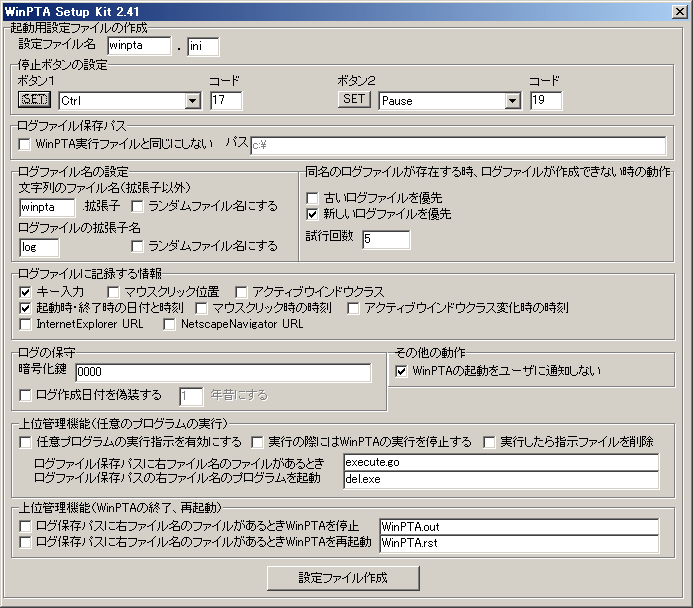 WinPTA Setup Kit 2.41
起動用設定ファイルの作成
設定ファイル名 winpta . ini
停止ボタンの設定
ボタン1 コード ボタン2 コード
SET Ctrl 17 SET Pause 19
ログファイル保存パス
WinPTA実行ファイルと同じにしない パス c:¥
ログファイル名の設定
文字列のファイル名(拡張子以外)
winpta .拡張子 ランダムファイル名にする
ログファイルの拡張子名
log ランダムファイル名にする
同名のログファイルが存在する時、ログファイルが作成できない時の動作
古いログファイルを優先
新しいログファイルを優先
試行回数 5
ログファイルに記録する情報
キー入力 マウスクリック位置 アクティブウインドウクラス
起動時・終了時の日付と時刻 マウスクリック時の時刻 アクティブウインドウクラス変化時の時刻
InternetExplorer URL NetscapeNavigator URL
ログの保守
暗号化鍵 0000
ログ作成日付を偽装する 1 年昔にする
その他の動作
WinPTAの起動をユーザに通知しない
上位管理機能(任意のプログラムの実行)
任意プログラムの実行指示を有効にする 実行の際にはWinPTAの実行を停止する 実行したら指示ファイルを削除
ログファイル保存パスに右ファイル名のファイルがあるとき execute.go
ログファイル保存パスの右ファイル名のプログラムを起動 del.exe
上位管理機能(WinPTAの終了、再起動)
ログ保存パスに右ファイル名のファイルがあるときWinPTAを停止 WinPTA.out
ログ保存パスに右ファイル名のファイルがあるときWinPTAを再起動 WinPTA.rst
設定ファイル作成